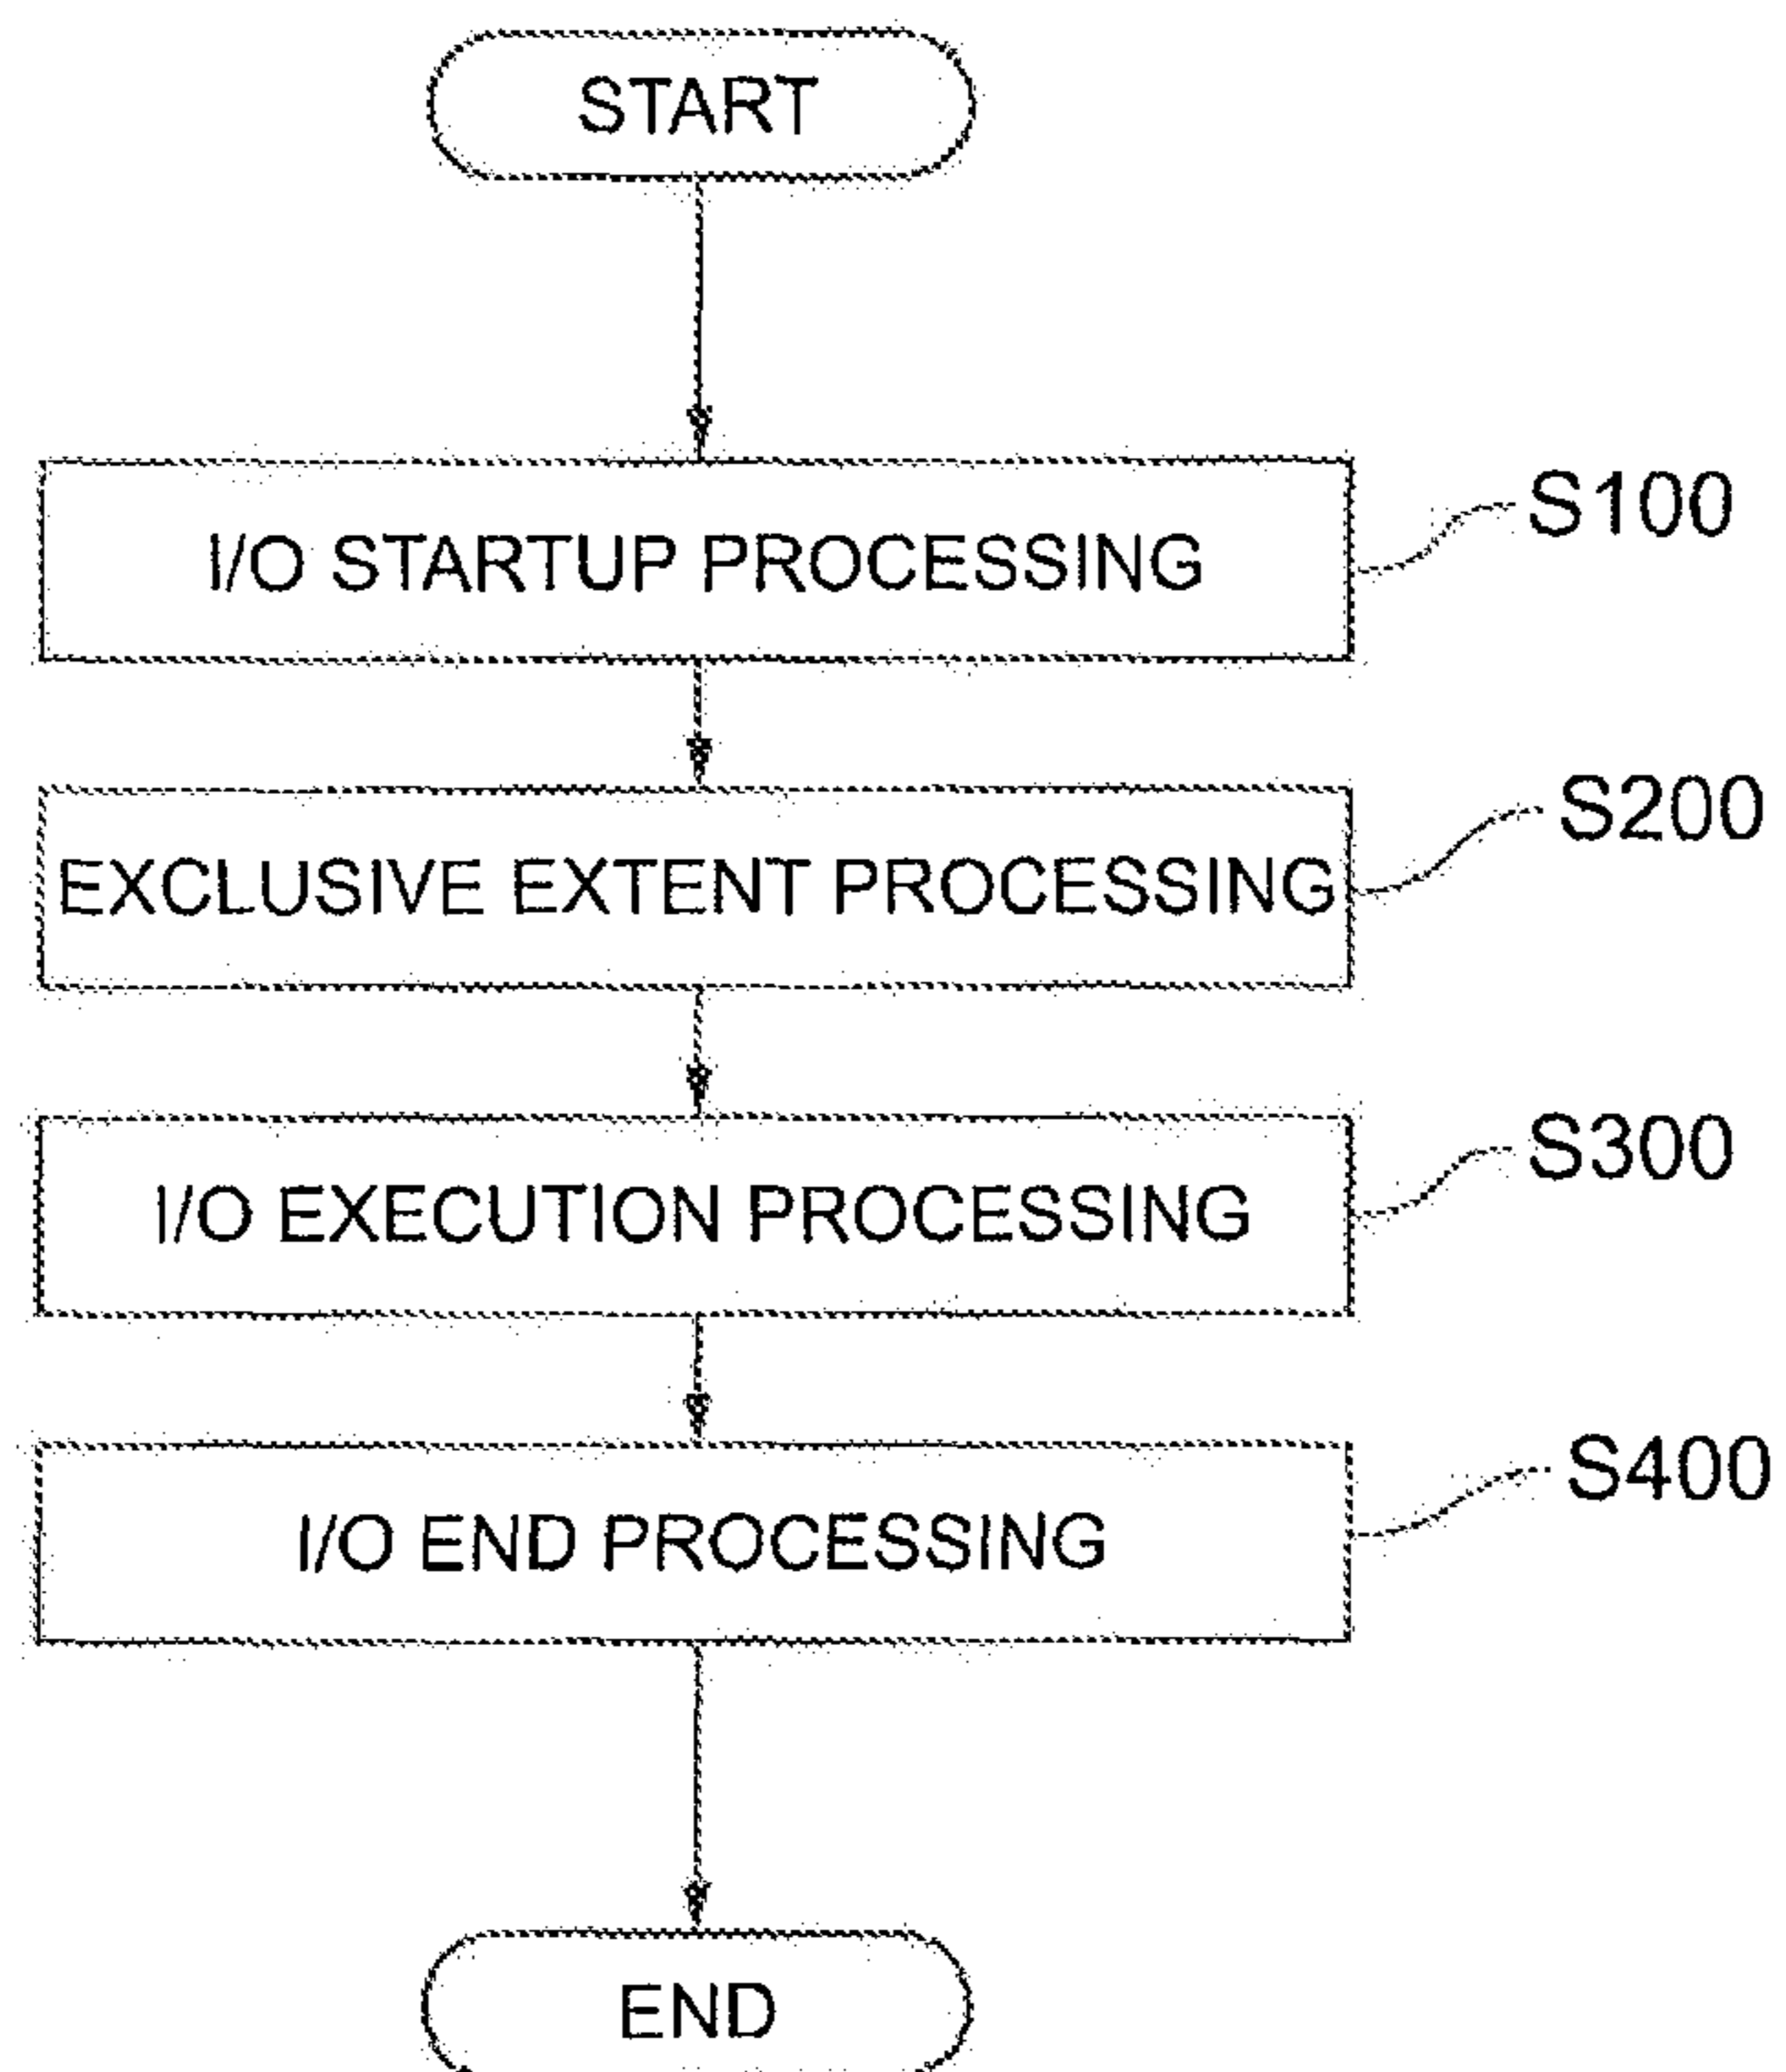 START
I/O STARTUP PROCESSING
S100
EXCLUSIVE EXTENT PROCESSING
S200
I/O EXECUTION PROCESSING
S300
I/O END PROCESSING
S400
END